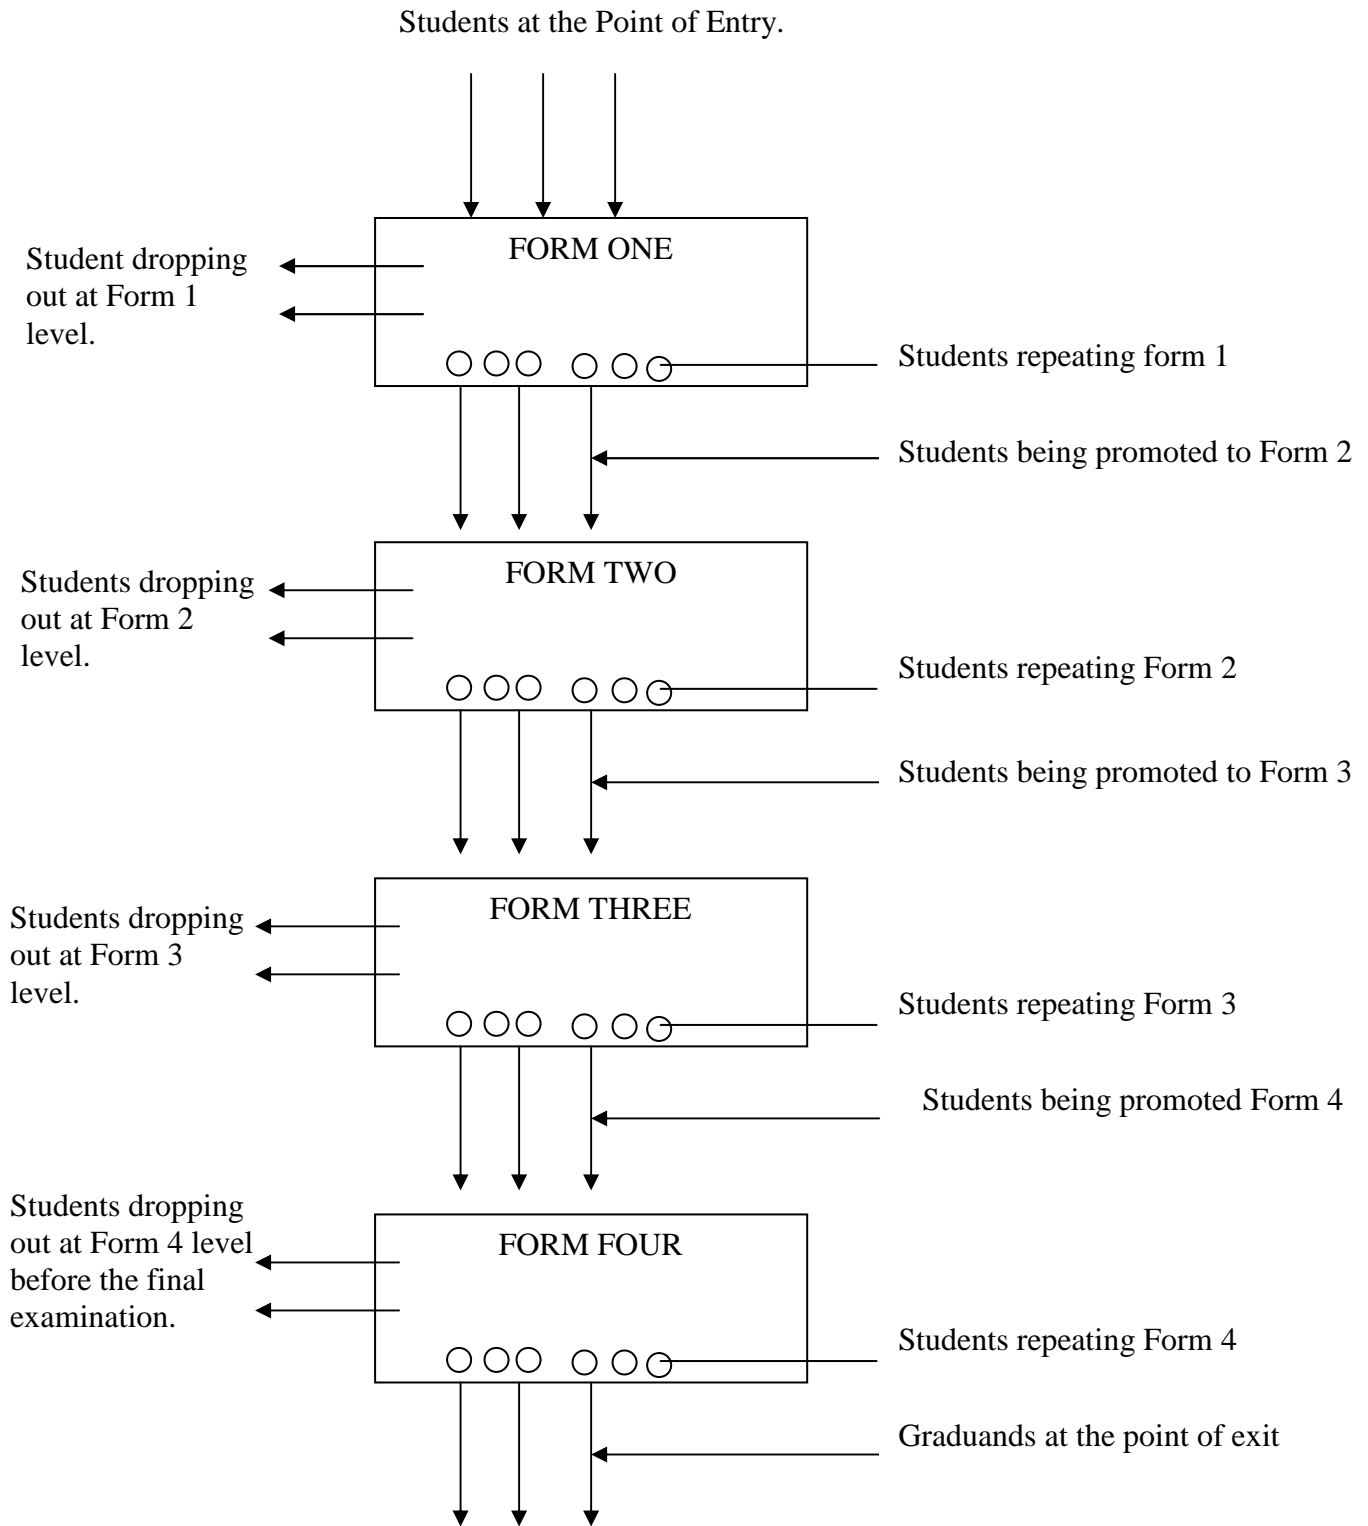 Students at the Point of Entry.
FORM ONE
Student dropping
out at Form 1
level.
Students repeating form 1
Students being promoted to Form 2
FORM TWO
Students dropping
out at Form 2
level.
Students repeating Form 2
Students being promoted to Form 3
FORM THREE
Students dropping
out at Form 3
level.
Students repeating Form 3
Students being promoted Form 4
Students dropping
out at Form 4 level
before the final
examination.
FORM FOUR
Students repeating Form 4
Graduands at the point of exit